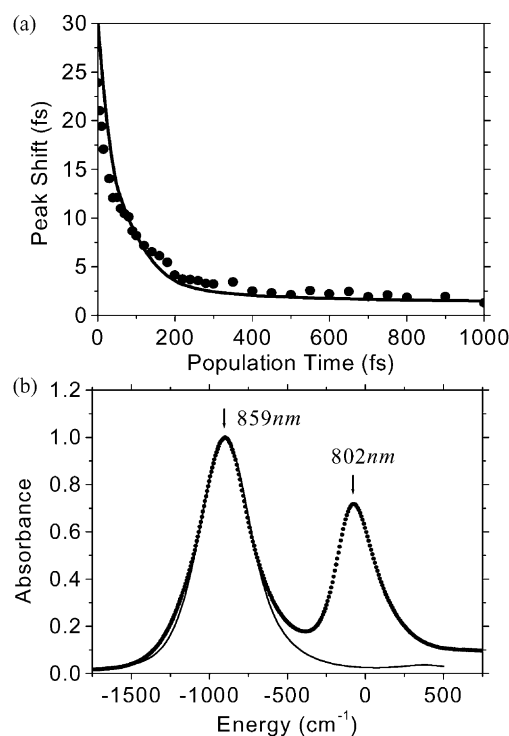 (a)
30
25
20
15
10
5
0
Peak Shift (fs)
0 200 400 600 800 1000
Population Time (fs)
(b)
1.2
1.0
0.8
0.6
0.4
0.2
0.0
Absorbance
859nm
802nm
-1500 -1000 -500 0 500
Energy (cm-1)